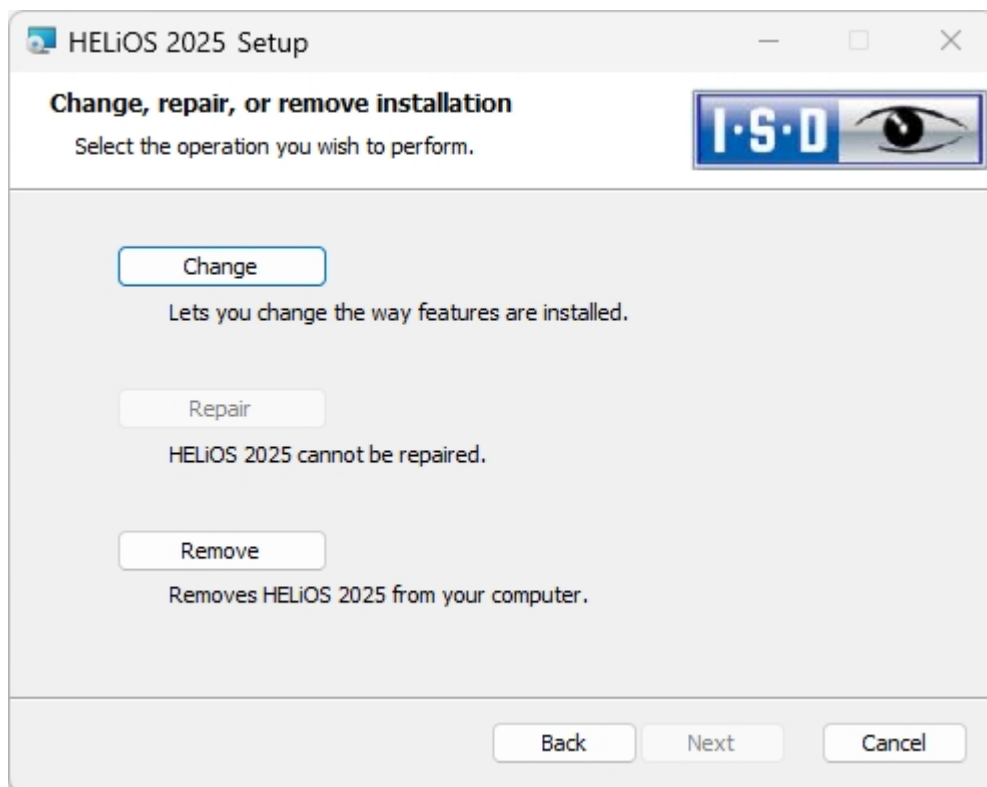 HELiOS 2025 Setup
Change, repair, or remove installation
Select the operation you wish to perform.
I·S·D
Change
Lets you change the way features are installed.
Repair
HELiOS 2025 cannot be repaired.
Remove
Removes HELiOS 2025 from your computer.
Back Next Cancel